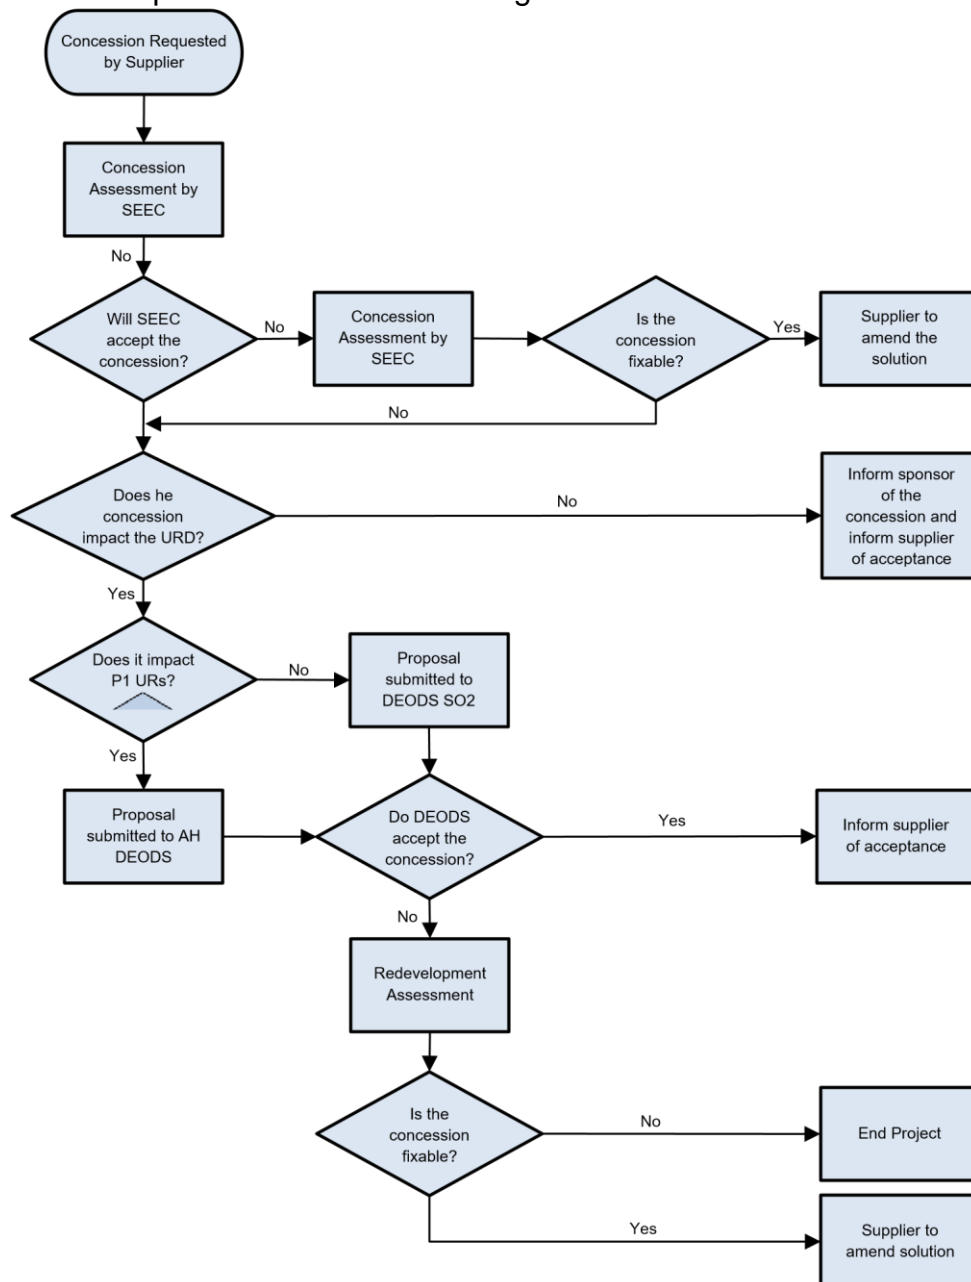 Concession Requested
by Supplier
Concession
Assessment by
SEEC
No
Will SEEC
accept the
concession?
No
Concession
Assessment by
SEEC
Is the
concession
fixable?
Yes
Supplier to
amend the
solution
No
Does he
concession
impact the URD?
No
Inform sponsor
of the
concession and
inform supplier
of acceptance
Yes
Does it impact
P1 URs?
No
Proposal
submitted to
DEODS SO2
Yes
Proposal
submitted to AH
DEODS
Do DEODS
accept the
concession?
Yes
Inform supplier
of acceptance
No
Redevelopment
Assessment
Is the
concession
fixable?
No
End Project
Yes
Supplier to
amend solution